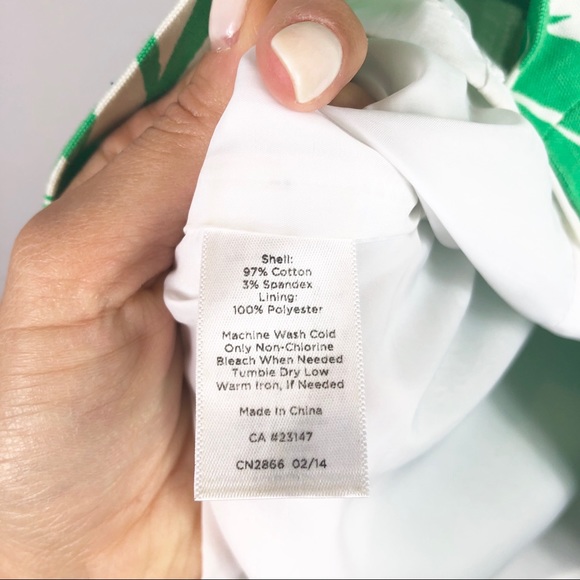 Shell:
97% Cotton
3% Spandex
Lining:
100% Polyester
Machine Wash Cold
Only Non-Chlorine
Bleach When Needed
Tumble Dry Low
Warm Iron, If Needed
Made In China
CA #23147
CN2866 02/14